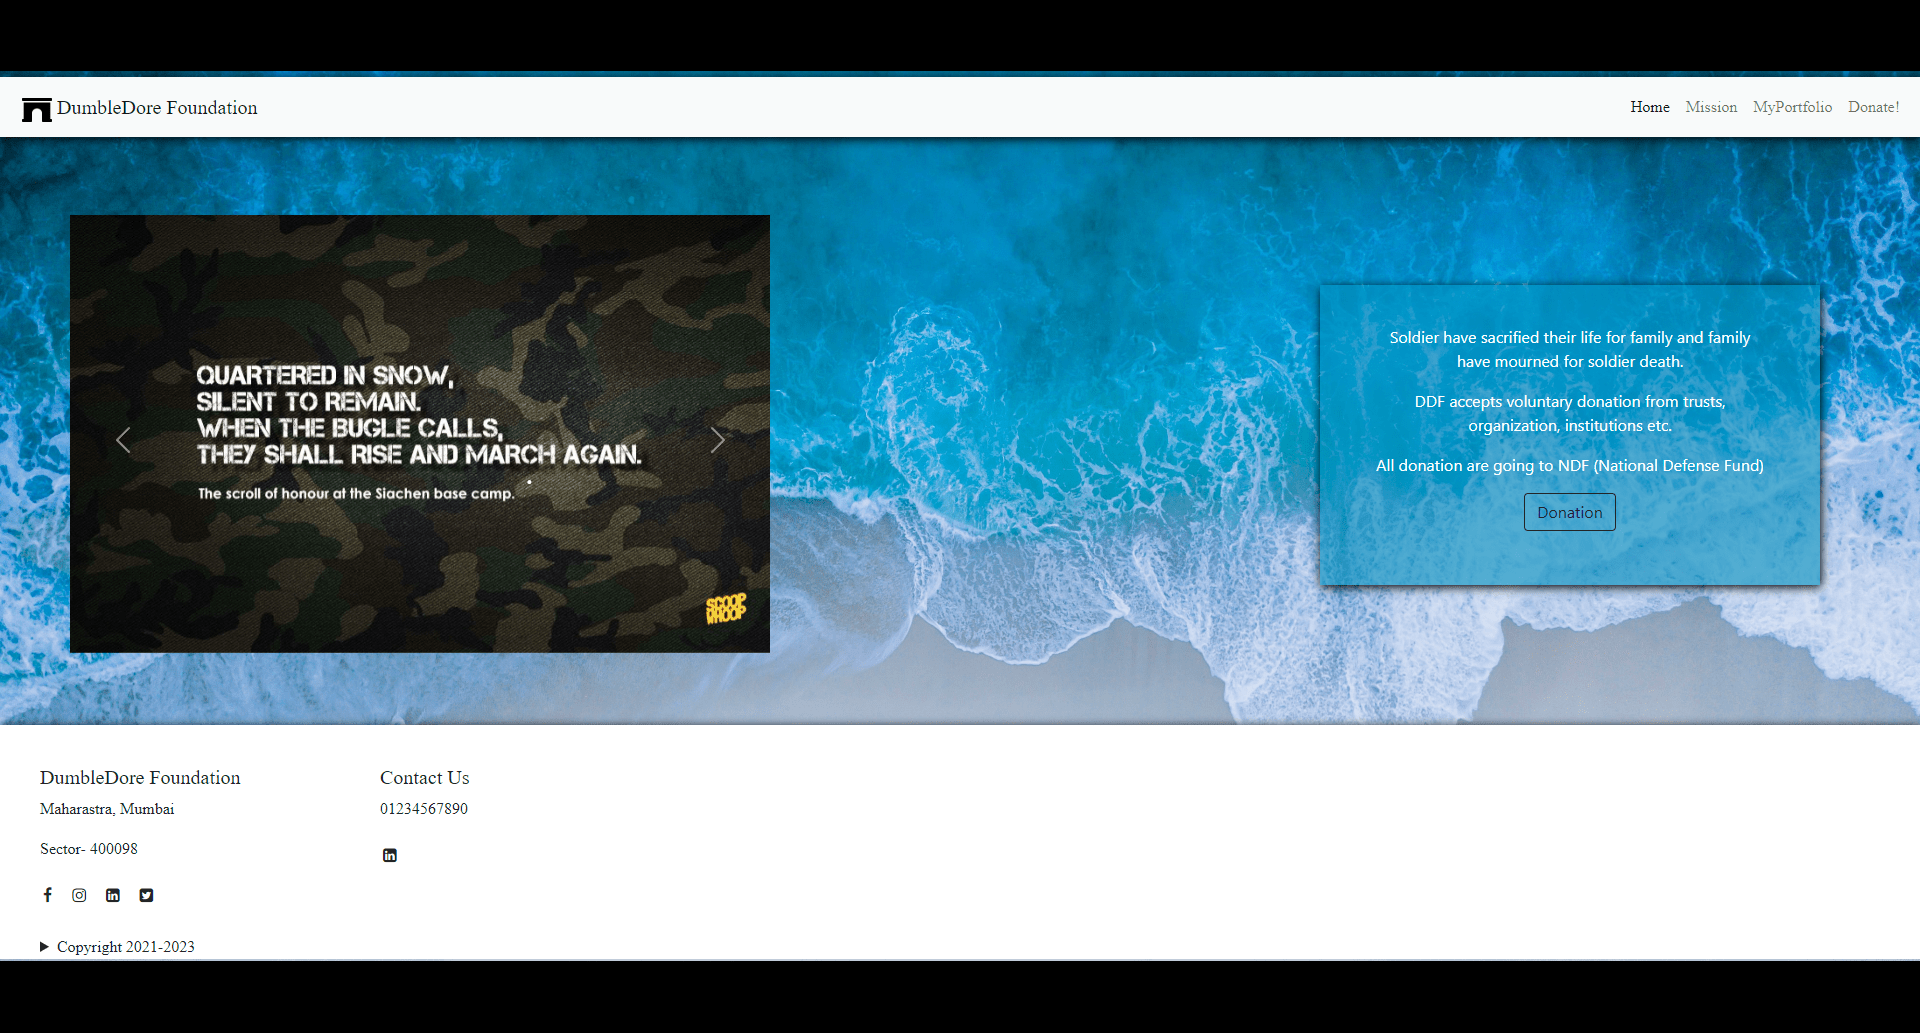 DumbleDore Foundation
Home Mission MyPortfolio Donate!
QUARTERED IN SNOW,
SILENT TO REMAIN.
WHEN THE BUGLE CALLS,
THEY SHALL RISE AND MARCH AGAIN.
The scroll of honour at the Siachen base camp.
SCOOP
WHOOP
Soldier have sacrified their life for family and family
have mourned for soldier death.
DDF accepts voluntary donation from trusts,
organization, institutions etc.
All donation are going to NDF (National Defense Fund)
Donation
DumbleDore Foundation
Maharastra, Mumbai
Sector- 400098
Contact Us
01234567890
Copyright 2021-2023